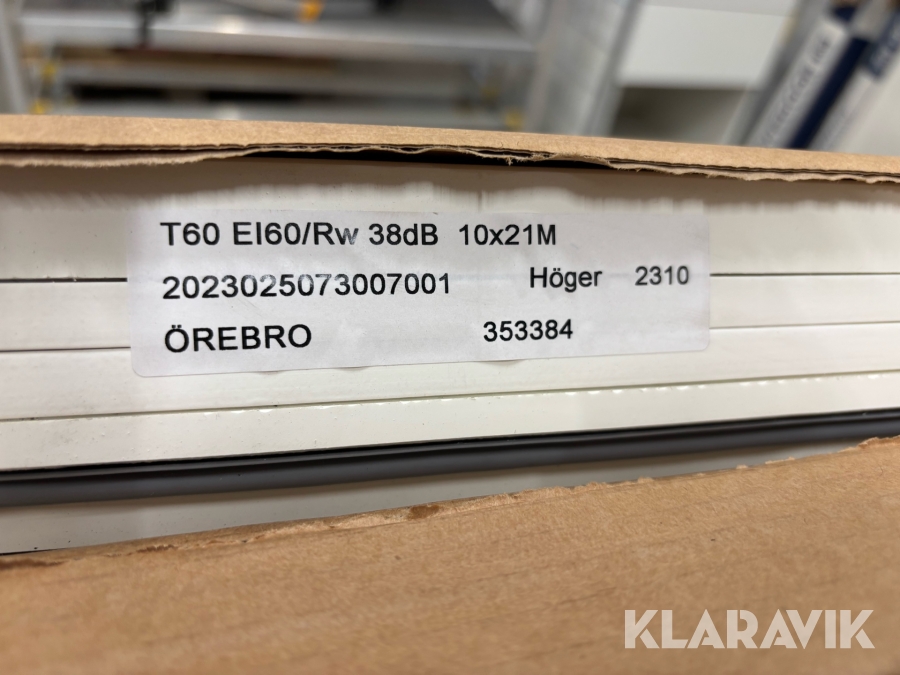 T60 EI60/Rw 38dB 10x21M
2023025073007001 Höger 2310
ÖREBRO 353384
KLARAVIK